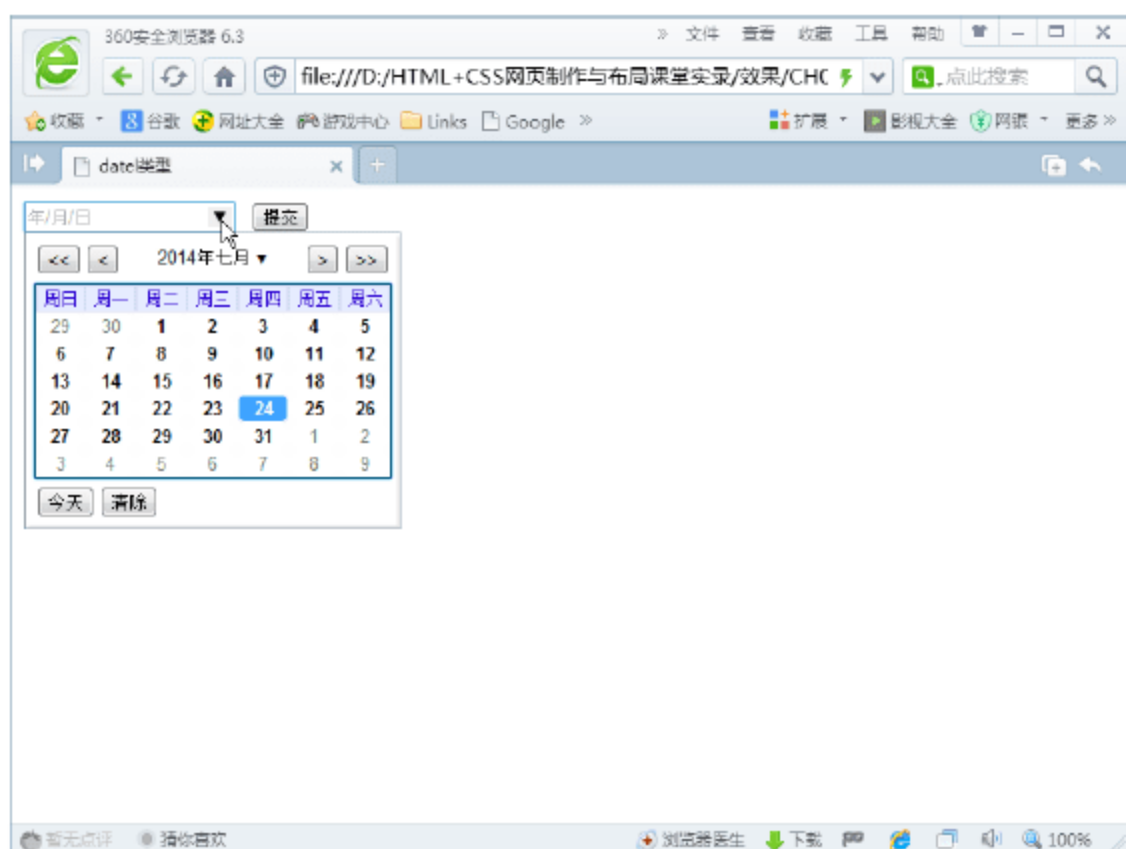 360安全浏览器 6.3 » 文件 查看 收藏 工具 帮助
file:///D:/HTML+CSS网页制作与布局课堂实录/效果/CHC 点此搜索
收藏 谷歌 网址大全 游戏中心 Links Google » 扩展 影视大全 网银 更多 »
date类型
年/月/日 提交
<< < 2014年七月 > >>
周日 周一 周二 周三 周四 周五 周六
29 30 1 2 3 4 5
6 7 8 9 10 11 12
13 14 15 16 17 18 19
20 21 22 23 24 25 26
27 28 29 30 31 1 2
3 4 5 6 7 8 9
今天 清除
暂无点评 猜你喜欢 浏览器医生 下载 100%